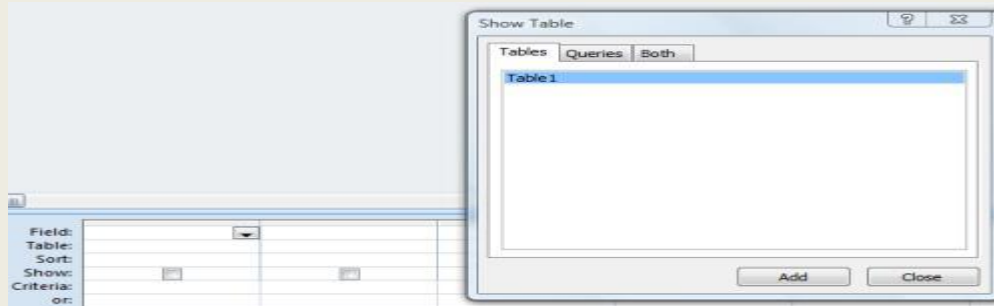 Show Table
Tables Queries Both
Table1
Field:
Table:
Sort:
Show:
Criteria:
or:
Add Close